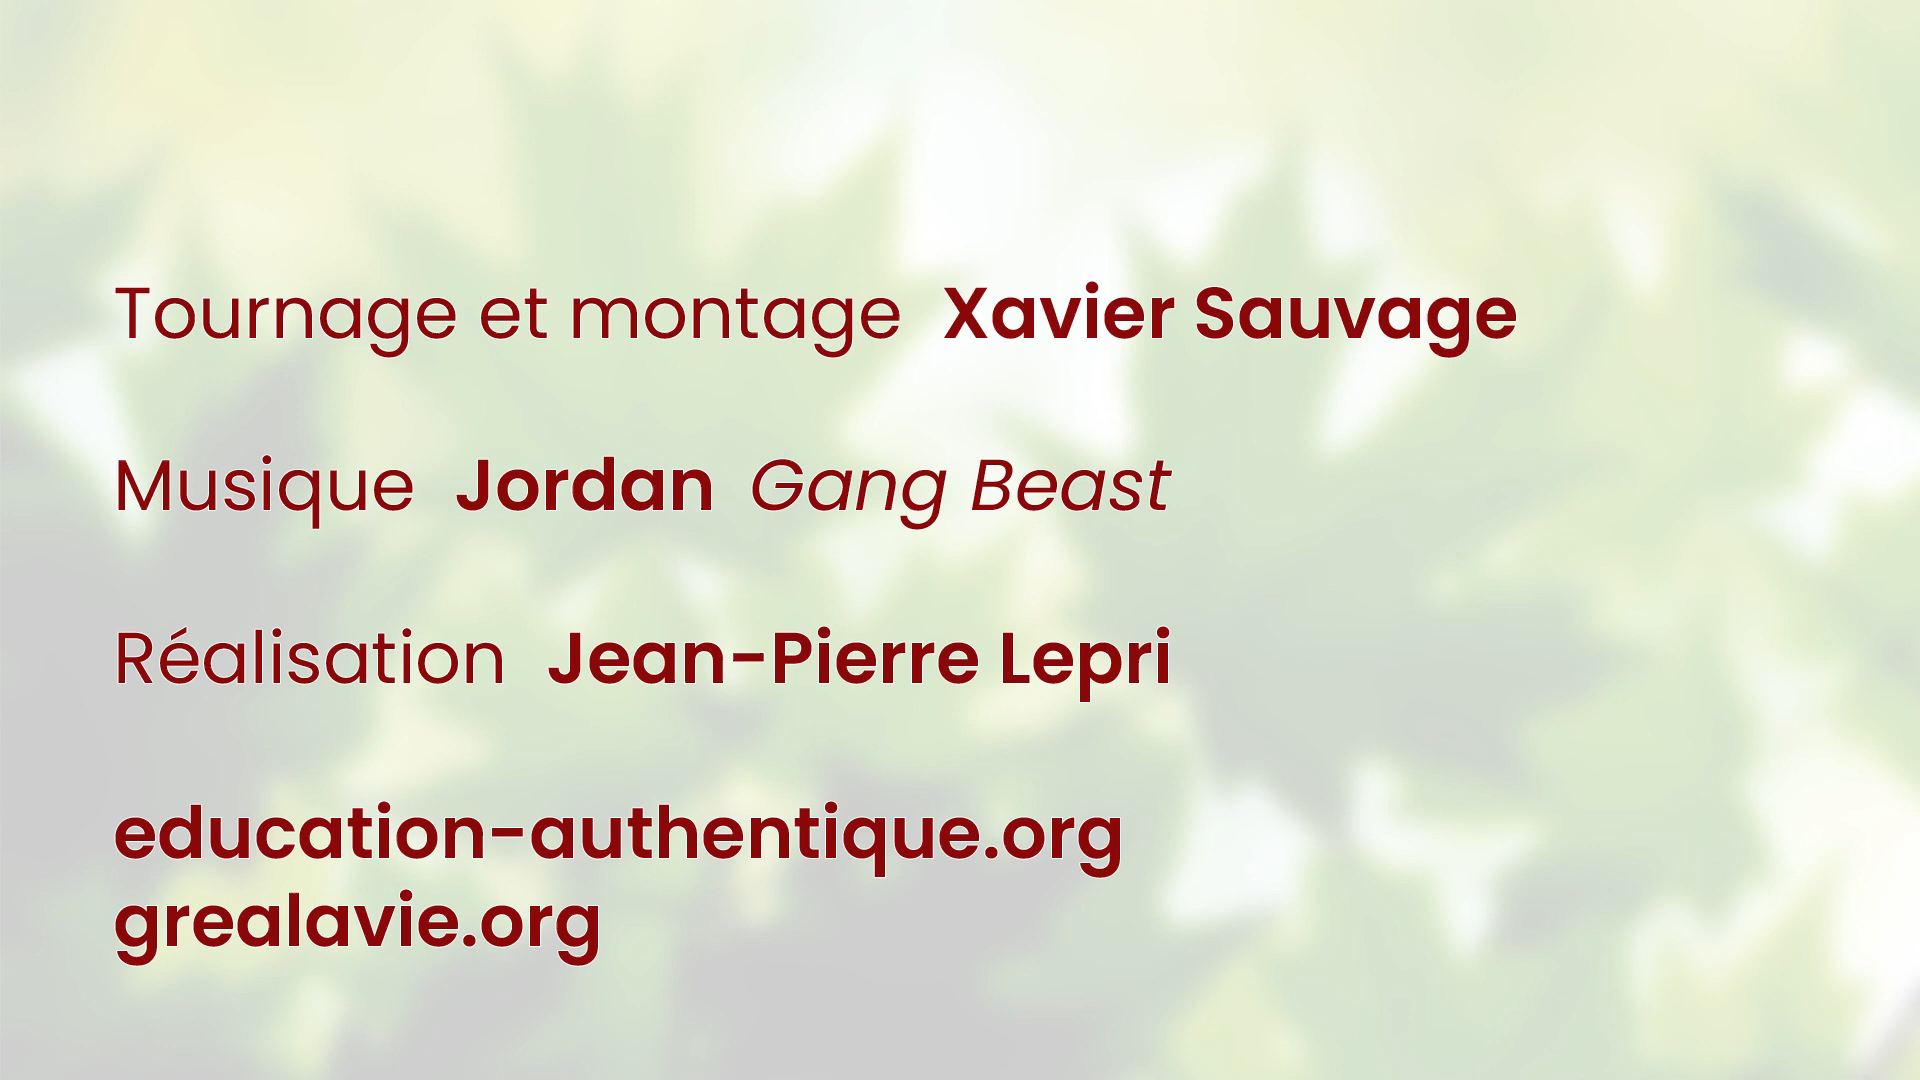 Tournage et montage Xavier Sauvage
Musique Jordan Gang Beast
Réalisation Jean-Pierre Lepri
education-authentique.org
grealavie.org